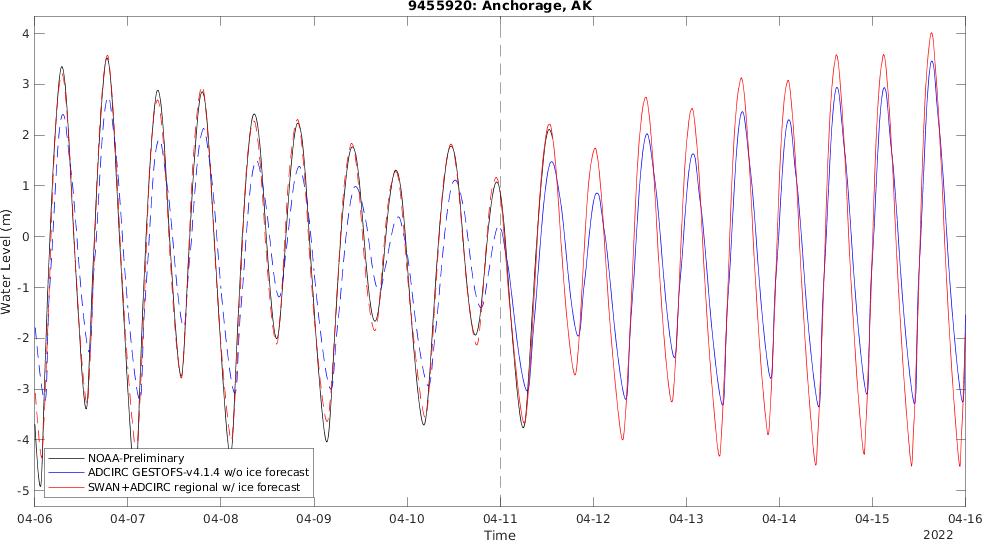 9455920: Anchorage, AK
Water Level (m)
4
3
2
1
0
-1
-2
-3
-4
-5
NOAA-Preliminary
ADCIRC GESTOFS-v4.1.4 w/o ice forecast
SWAN+ADCIRC regional w/ ice forecast
04-06 04-07 04-08 04-09 04-10 04-11 04-12 04-13 04-14 04-15 04-16
Time
2022